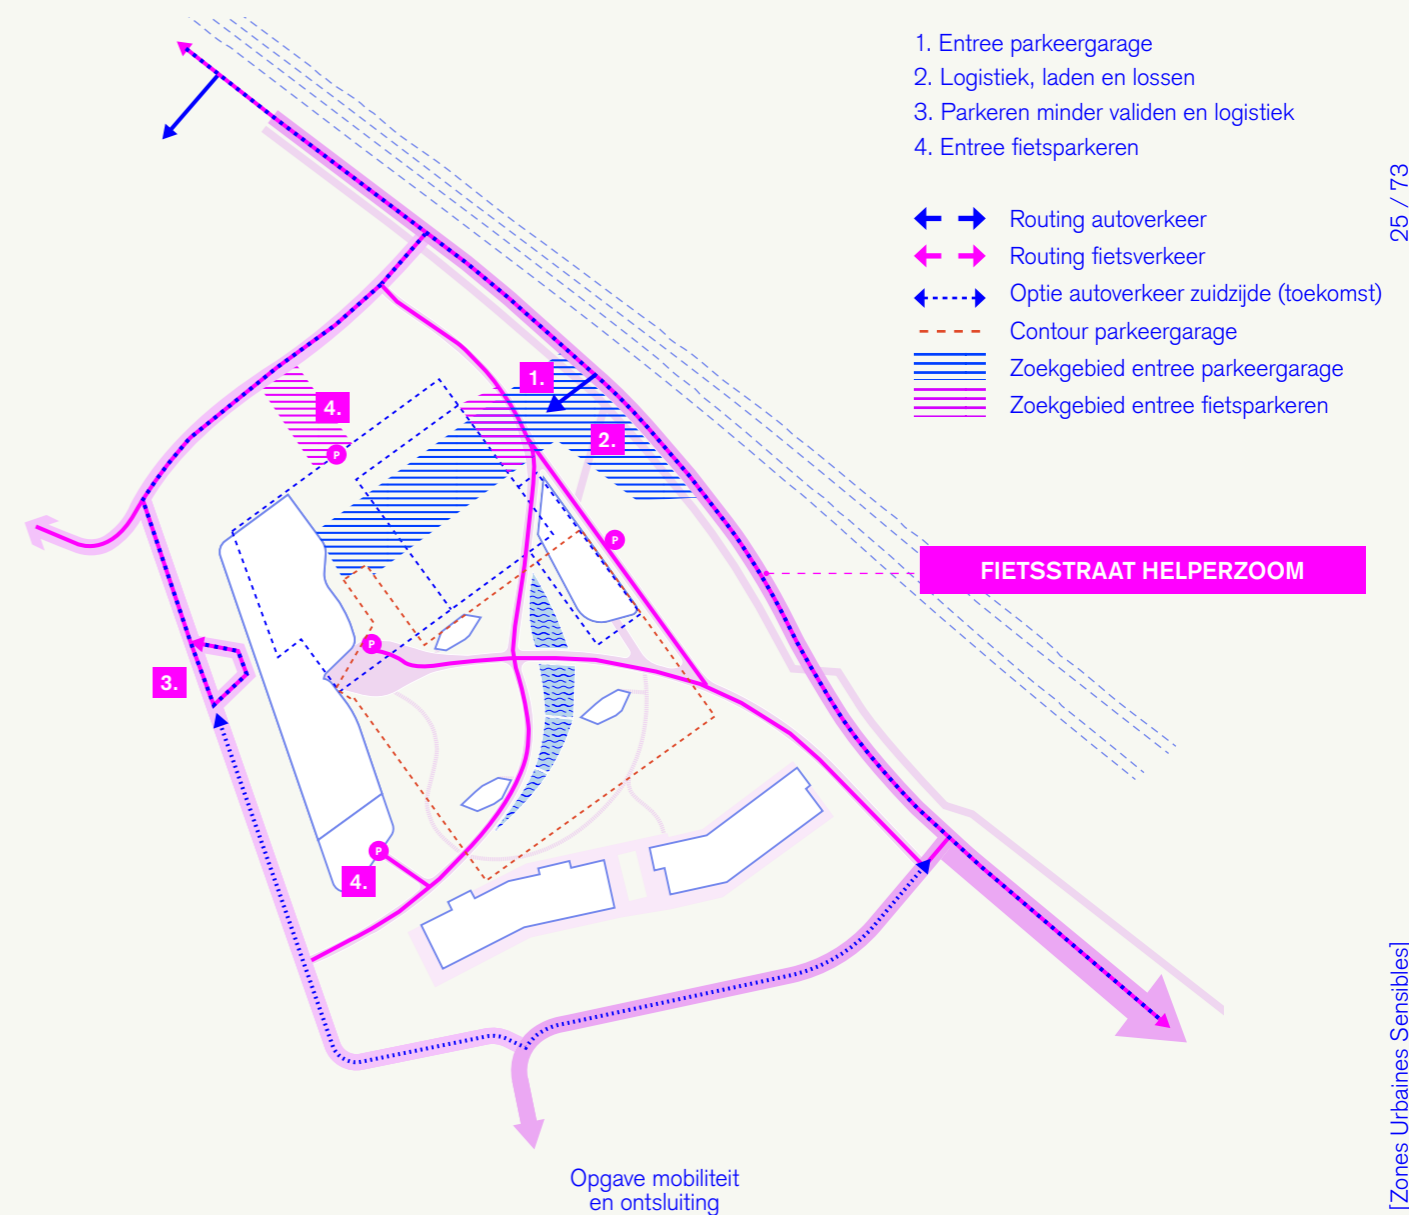 1. Entree parkeergarage
2. Logistiek, laden en lossen
3. Parkeren minder validen en logistiek
4. Entree fietsparkeren
Routing autoverkeer
Routing fietsverkeer
Optie autoverkeer zuidzijde (toekomst)
Contour parkeergarage
Zoekgebied entree parkeergarage
Zoekgebied entree fietsparkeren
25 / 73
1.
4.
2.
P
P
FIETSSTRAAT HELPERZOOM
P
3.
P
4.
[Zones Urbaines Sensibles]
Opgave mobiliteit
en ontsluiting